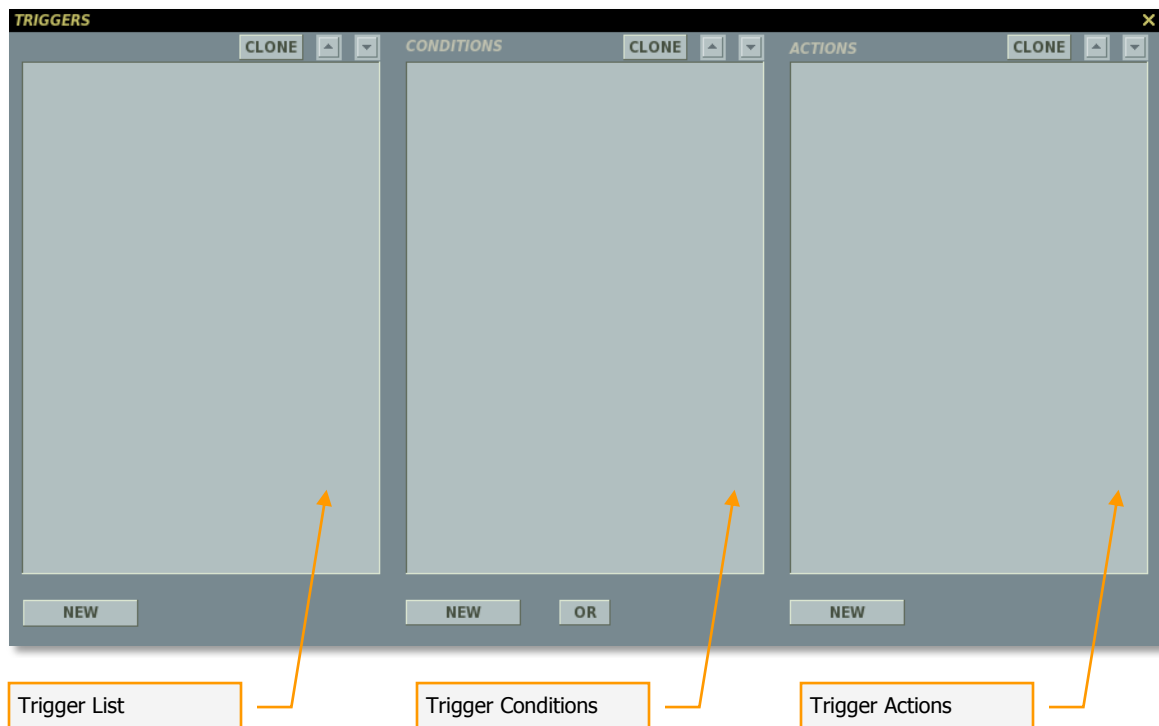 TRIGGERS
CLONE CONDITIONS CLONE ACTIONS CLONE
NEW NEW OR NEW
Trigger List Trigger Conditions Trigger Actions